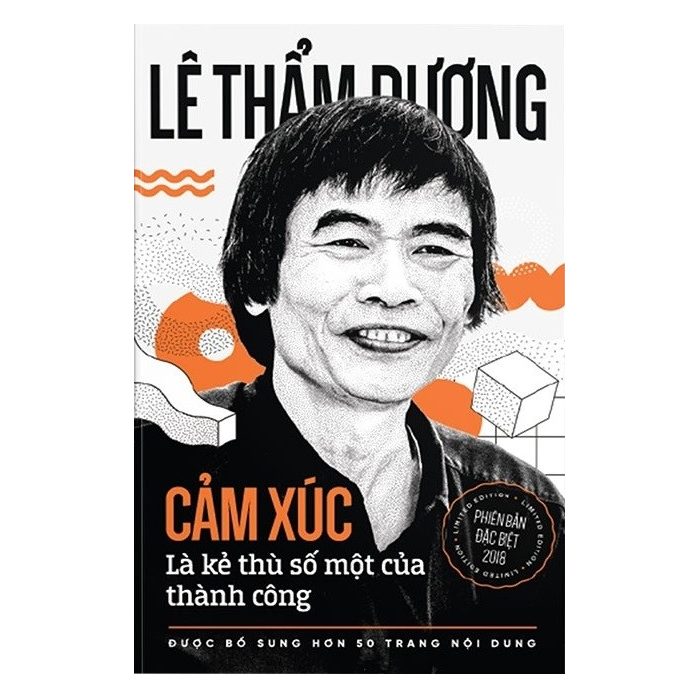 LÊ THẨM DƯƠNG
CẢM XÚC
Là kẻ thù số một của
thành công
LIMITED EDITION • LIMITED EDITION • LIMITED EDITION
PHIÊN BẢN
ĐẶC BIỆT
2018
ĐƯỢC BỔ SUNG HƠN 50 TRANG NỘI DUNG